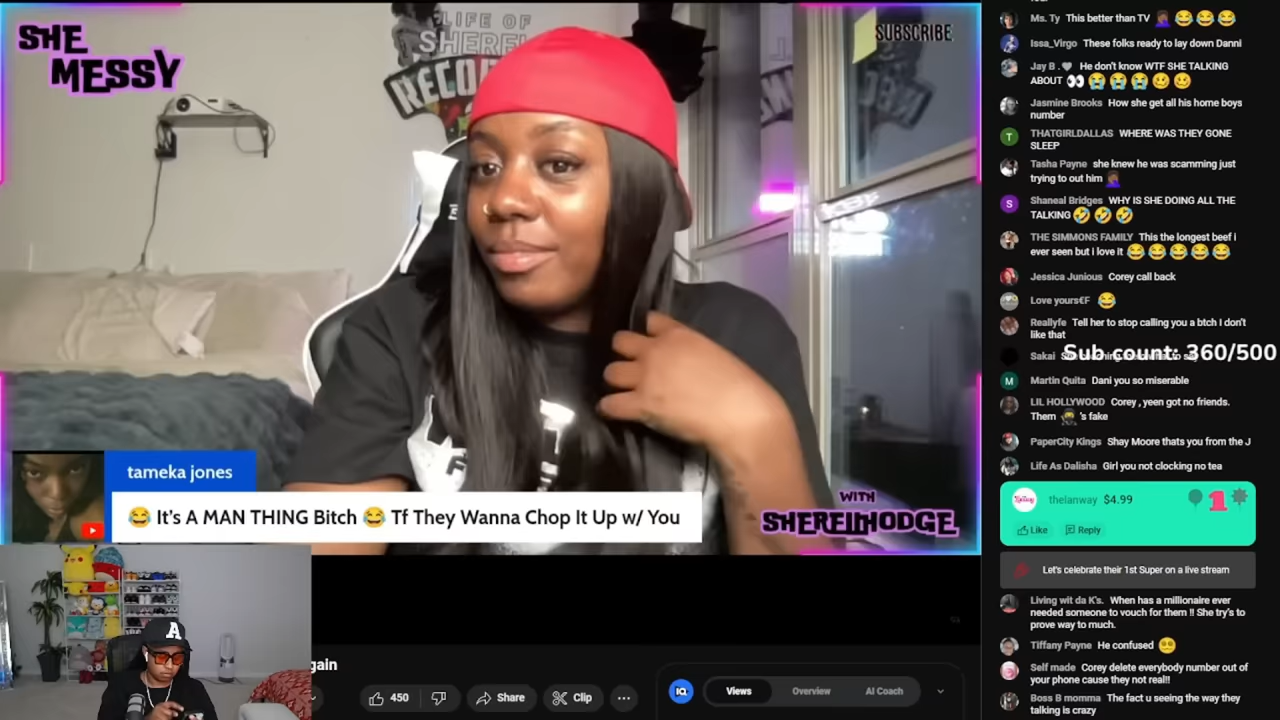 SHE
MESSY
LIFE OF
SUBSCRIBE
tameka jones
😂 It's A MAN THING Bitch 😂 Tf They Wanna Chop It Up w/ You
WITH
SHEREINHODGE
A
gain
450
Share
Clip
IQ
Views
Overview
AI Coach
Ms. Ty This better than TV 🤦🏾‍♀️ 😂 😂 😂
Issa_Virgo These folks ready to lay down Danni
Jay B . 🖤 He don't know WTF SHE TALKING
ABOUT 👀 😭 😭 😭 🥴 🥴
Jasmine Brooks How she get all his home boys
number
T
THATGIRLDALLAS WHERE WAS THEY GONE
SLEEP
Tasha Payne she knew he was scamming just
trying to out him 🤦🏾‍♀️
S
Shaneal Bridges WHY IS SHE DOING ALL THE
TALKING 🤣 🤣 🤣
THE SIMMONS FAMILY This the longest beef i
ever seen but i love it 😂 😂 😂 😂 😂
Jessica Junious Corey call back
Love yours€F 😂
Reallyfe Tell her to stop calling you a btch I don't
like that
Sub count: 360/500
Sakai
M
Martin Quita Dani you so miserable
LIL HOLLYWOOD Corey , yeen got no friends.
Them 🥷🏿 's fake
PaperCity Kings Shay Moore thats you from the J
Life As Dalisha Girl you not clocking no tea
thelanway $4.99
1
Like
Reply
Let's celebrate their 1st Super on a live stream
Living wit da K's. When has a millionaire ever
needed someone to vouch for them !! She try's to
prove way to much.
Tiffany Payne He confused 😵‍💫
Self made Corey delete everybody number out of
your phone cause they not real!!
Boss B momma The fact u seeing the way they
talking is crazy